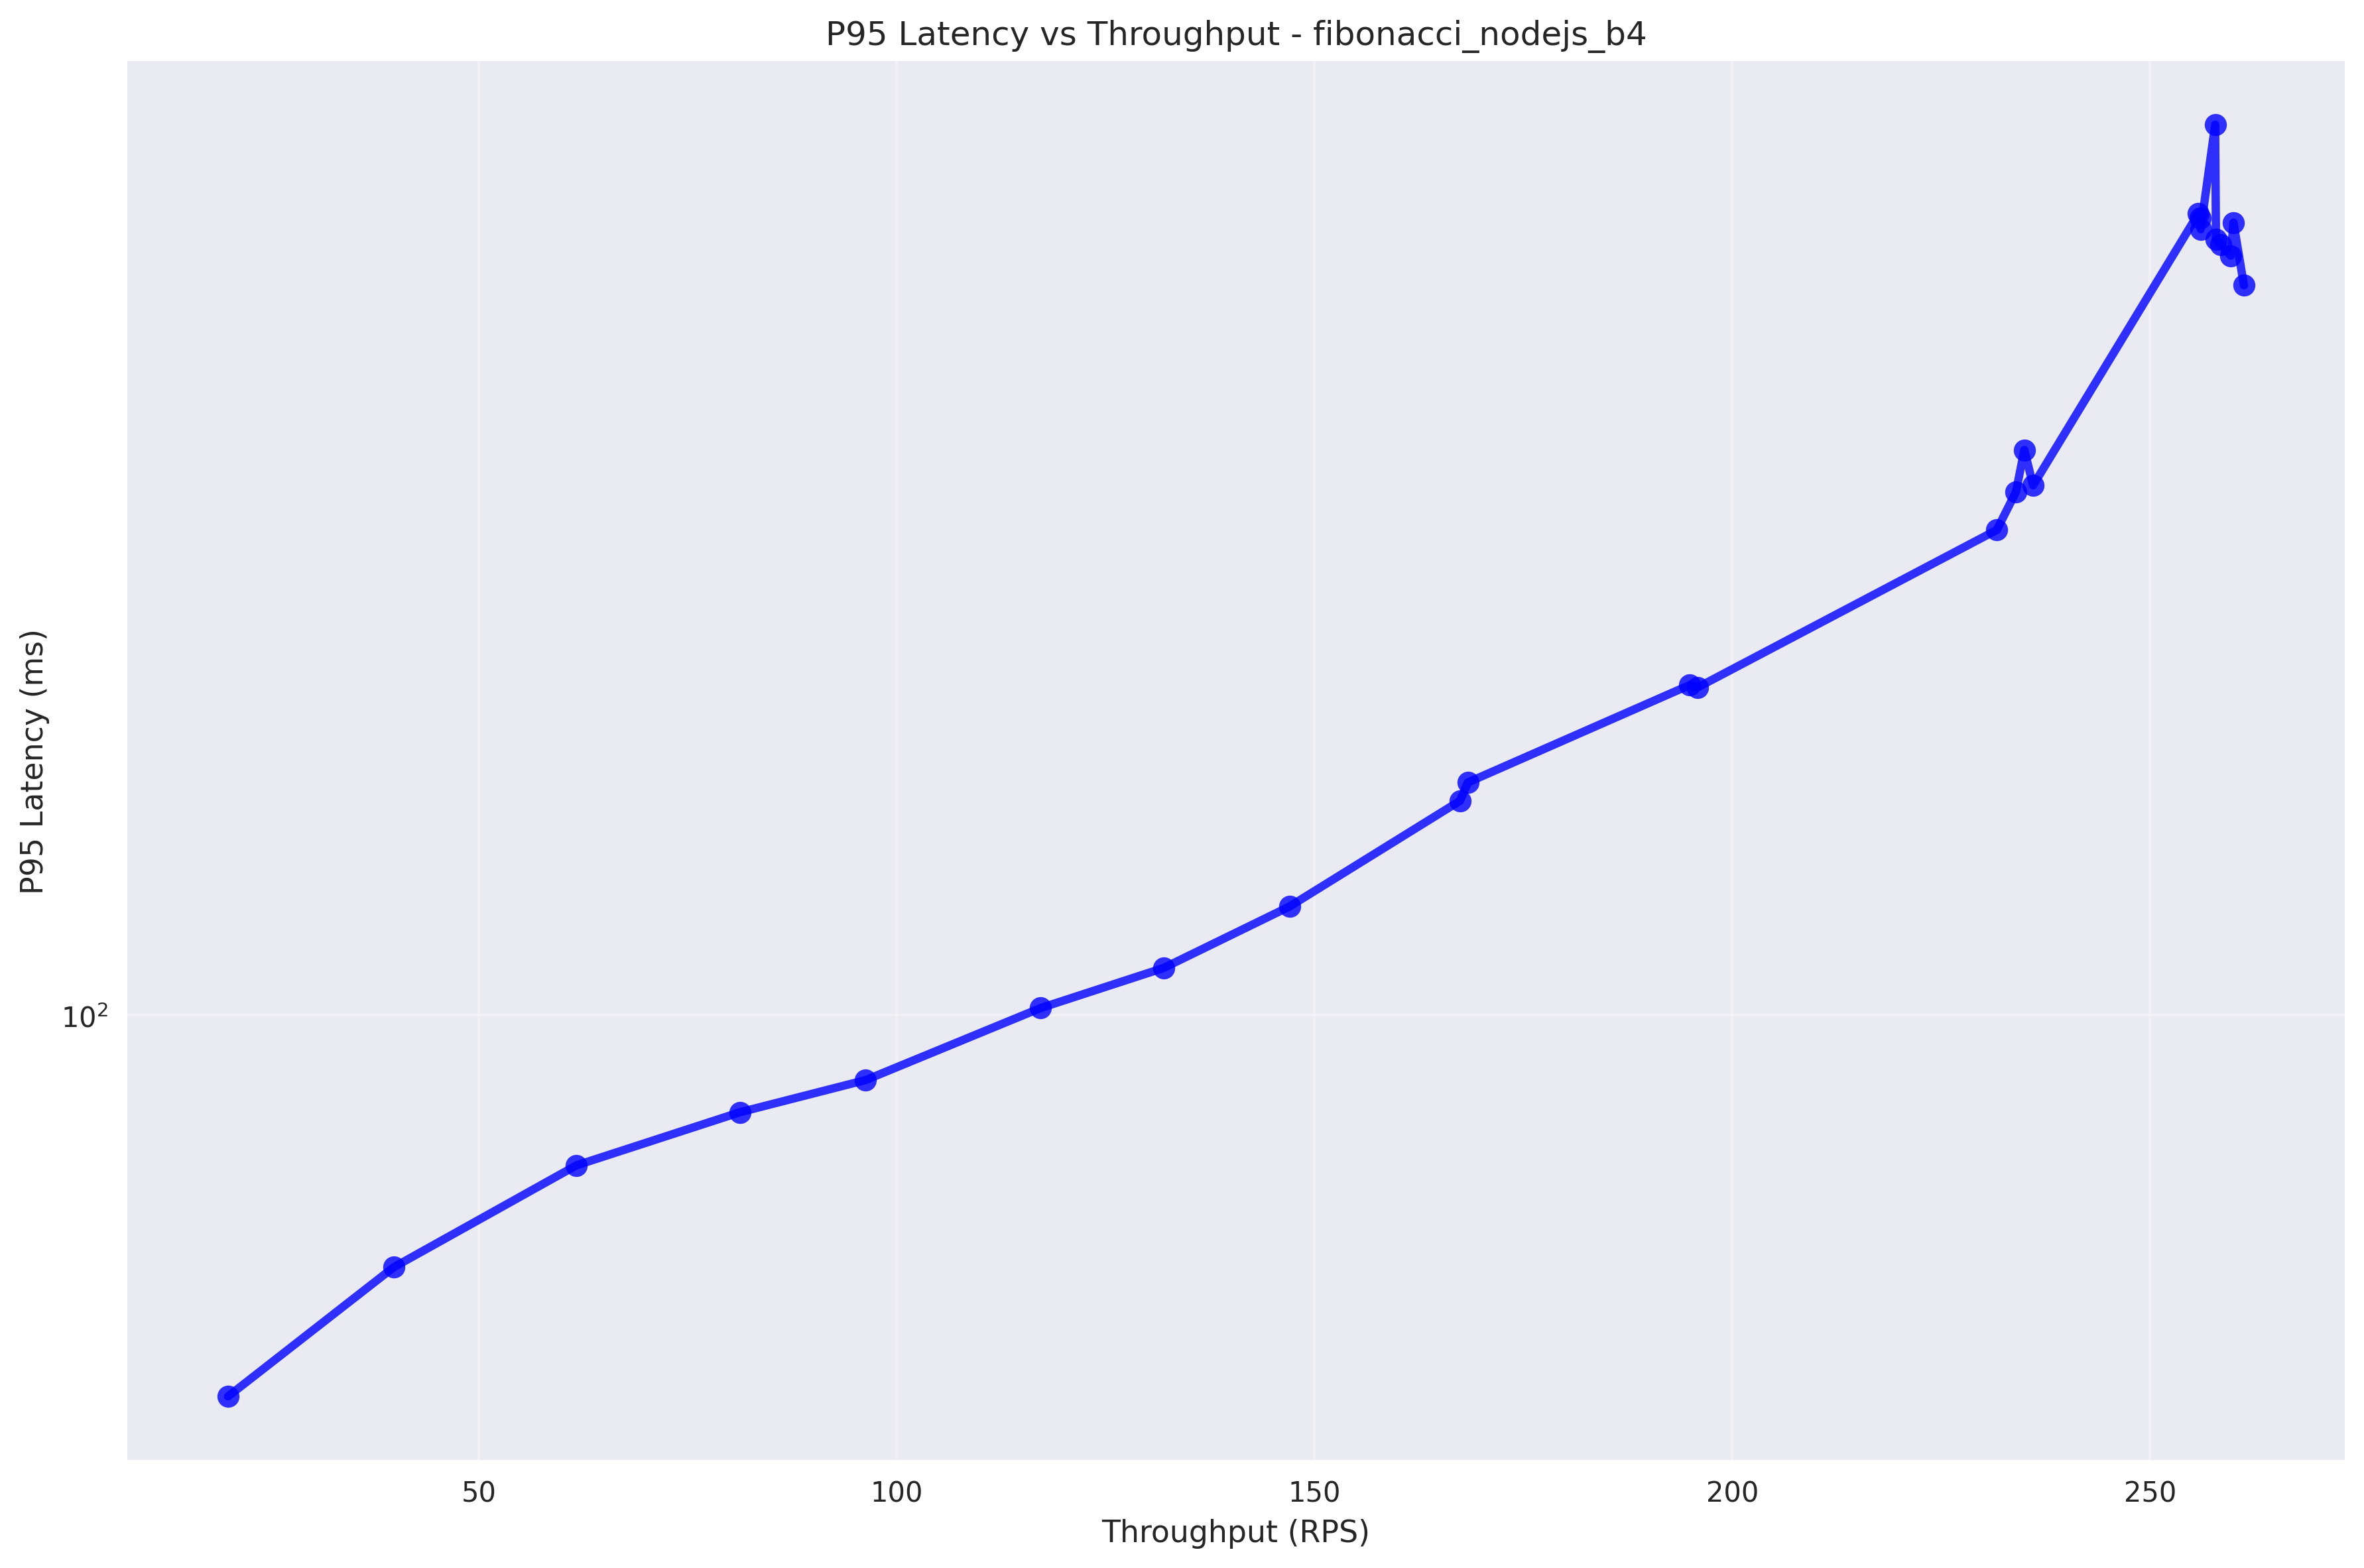 P95 Latency vs Throughput - fibonacci_nodejs_b4
P95 Latency (ms)
10²
50 100 150 200 250
Throughput (RPS)